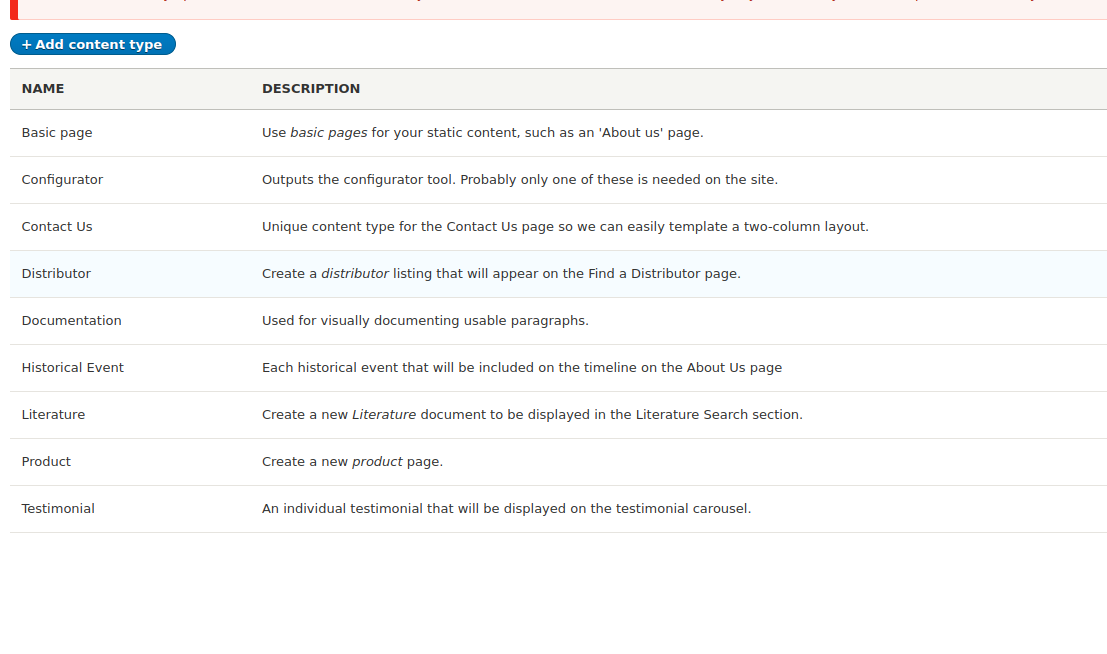 + Add content type
NAME DESCRIPTION
Basic page Use basic pages for your static content, such as an 'About us' page.
Configurator Outputs the configurator tool. Probably only one of these is needed on the site.
Contact Us Unique content type for the Contact Us page so we can easily template a two-column layout.
Distributor Create a distributor listing that will appear on the Find a Distributor page.
Documentation Used for visually documenting usable paragraphs.
Historical Event Each historical event that will be included on the timeline on the About Us page
Literature Create a new Literature document to be displayed in the Literature Search section.
Product Create a new product page.
Testimonial An individual testimonial that will be displayed on the testimonial carousel.